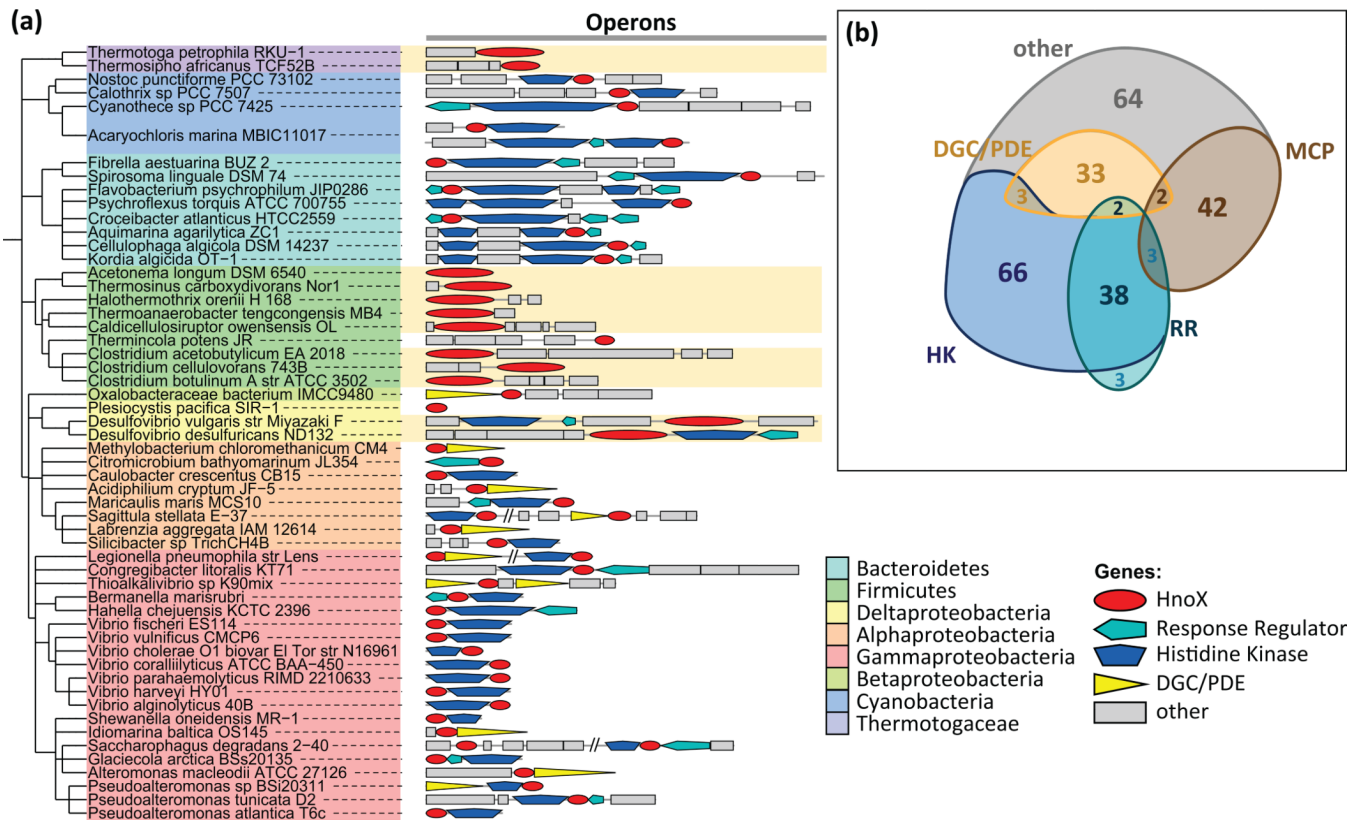 (a)
Operons
Thermotoga petrophila RKU−1
Thermosipho africanus TCF52B
Nostoc punctiforme PCC 73102
Calothrix sp PCC 7507
Cyanothece sp PCC 7425
Acaryochloris marina MBIC11017
Fibrella aestuarina BUZ 2
Spirosoma linguale DSM 74
Flavobacterium psychrophilum JIP0286
Psychroflexus torquis ATCC 700755
Croceibacter atlanticus HTCC2559
Aquimarina agarilytica ZC1
Cellulophaga algicola DSM 14237
Kordia algicida OT−1
Acetonema longum DSM 6540
Thermosinus carboxydivorans Nor1
Halothermothrix orenii H 168
Thermoanaerobacter tengcongensis MB4
Caldicellulosiruptor owensensis OL
Thermincola potens JR
Clostridium acetobutylicum EA 2018
Clostridium cellulovorans 743B
Clostridium botulinum A str ATCC 3502
Oxalobacteraceae bacterium IMCC9480
Plesiocystis pacifica SIR−1
Desulfovibrio vulgaris str Miyazaki F
Desulfovibrio desulfuricans ND132
Methylobacterium chloromethanicum CM4
Citromicrobium bathyomarinum JL354
Caulobacter crescentus CB15
Acidiphilium cryptum JF−5
Maricaulis maris MCS10
Sagittula stellata E−37
Labrenzia aggregata IAM 12614
Silicibacter sp TrichCH4B
Legionella pneumophila str Lens
Congregibacter litoralis KT71
Thioalkalivibrio sp K90mix
Bermanella marisrubri
Hahella chejuensis KCTC 2396
Vibrio fischeri ES114
Vibrio vulnificus CMCP6
Vibrio cholerae O1 biovar El Tor str N16961
Vibrio coralliilyticus ATCC BAA−450
Vibrio parahaemolyticus RIMD 2210633
Vibrio harveyi HY01
Vibrio alginolyticus 40B
Shewanella oneidensis MR−1
Idiomarina baltica OS145
Saccharophagus degradans 2−40
Glaciecola arctica BSs20135
Alteromonas macleodii ATCC 27126
Pseudoalteromonas sp BSi20311
Pseudoalteromonas tunicata D2
Pseudoalteromonas atlantica T6c
(b)
other
64
DGC/PDE
MCP
33
3
2
2
42
3
66
38
RR
HK
3
Bacteroidetes
Firmicutes
Deltaproteobacteria
Alphaproteobacteria
Gammaproteobacteria
Betaproteobacteria
Cyanobacteria
Thermotogaceae
Genes:
HnoX
Response Regulator
Histidine Kinase
DGC/PDE
other